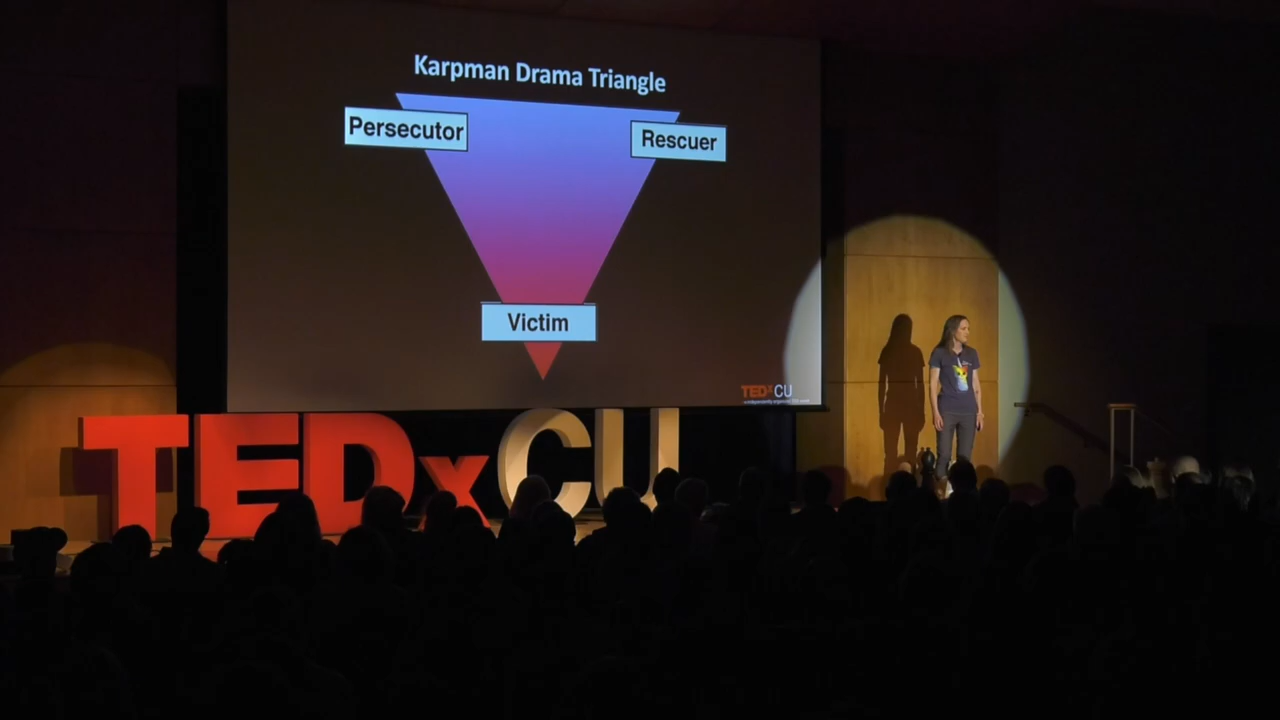 Karpman Drama Triangle
Persecutor
Rescuer
Victim
TEDxCU
TEDxCU